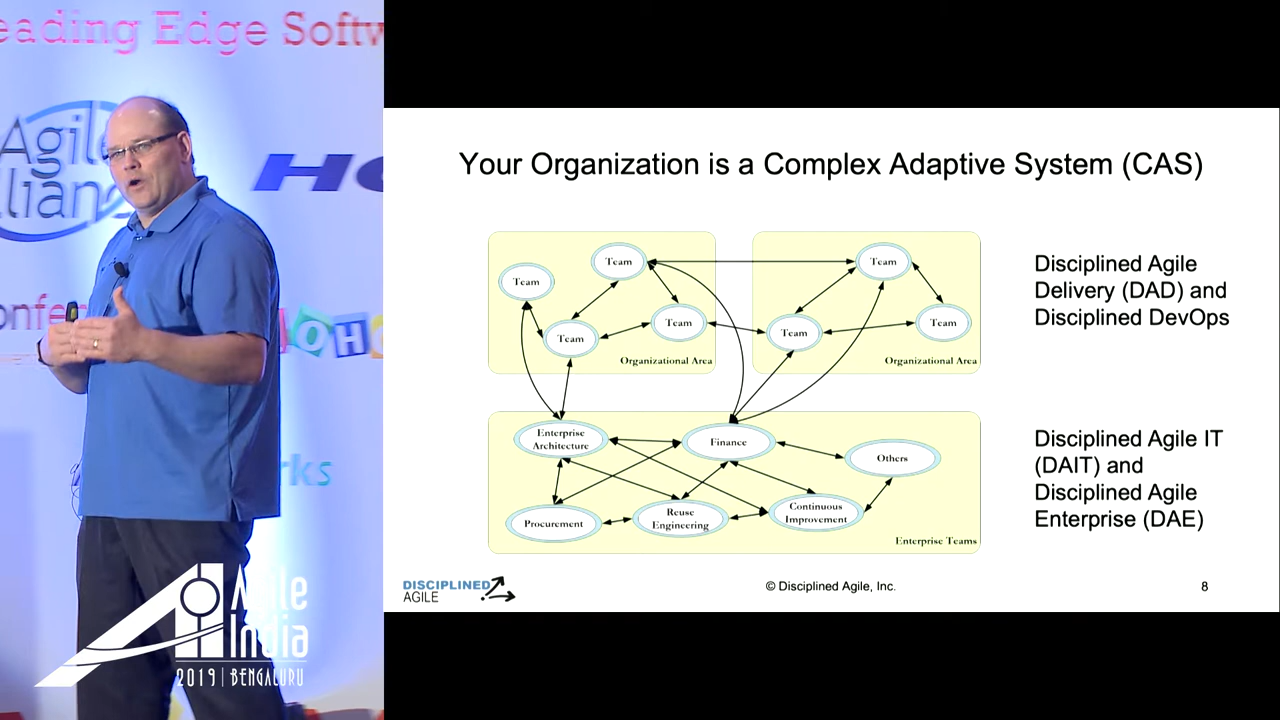 eading Edge Softw
Agile
llianc
HO
onfe
OHO
rks
Agile
India
2019 | BENGALURU
Your Organization is a Complex Adaptive System (CAS)
Team
Team
Team
Team
Organizational Area
Team
Team
Team
Organizational Area
Disciplined Agile
Delivery (DAD) and
Disciplined DevOps
Enterprise
Architecture
Finance
Others
Procurement
Reuse
Engineering
Continuous
Improvement
Enterprise Teams
Disciplined Agile IT
(DAIT) and
Disciplined Agile
Enterprise (DAE)
DISCIPLINED
AGILE
© Disciplined Agile, Inc.
8